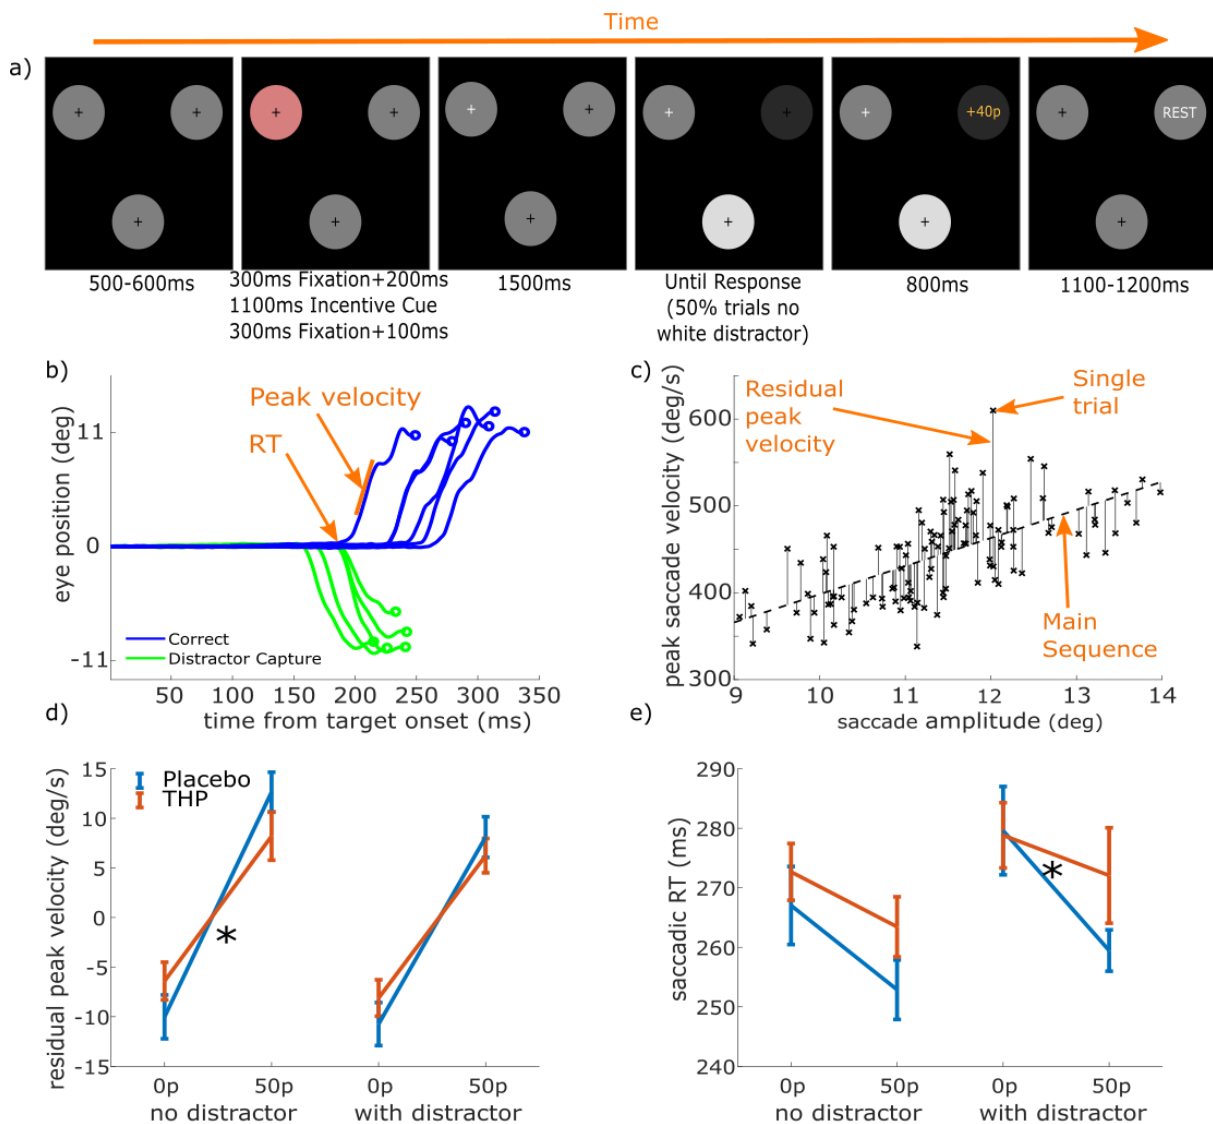 Time
a)
+40p
REST
500-600ms
300ms Fixation+200ms
1100ms Incentive Cue
300ms Fixation+100ms
1500ms
Until Response
(50% trials no
white distractor)
800ms
1100-1200ms
b)
eye position (deg)
11
0
-11
Peak velocity
RT
Correct
Distractor Capture
50
100
150
200
250
300
350
time from target onset (ms)
c)
peak saccade velocity (deg/s)
600
500
400
300
Residual
peak
velocity
Single
trial
Main
Sequence
9
10
11
12
13
14
saccade amplitude (deg)
d)
residual peak velocity (deg/s)
15
10
5
0
-5
-10
-15
Placebo
THP
*
0p
50p
0p
50p
no distractor
with distractor
e)
saccadic RT (ms)
290
280
270
260
250
240
*
0p
50p
0p
50p
no distractor
with distractor